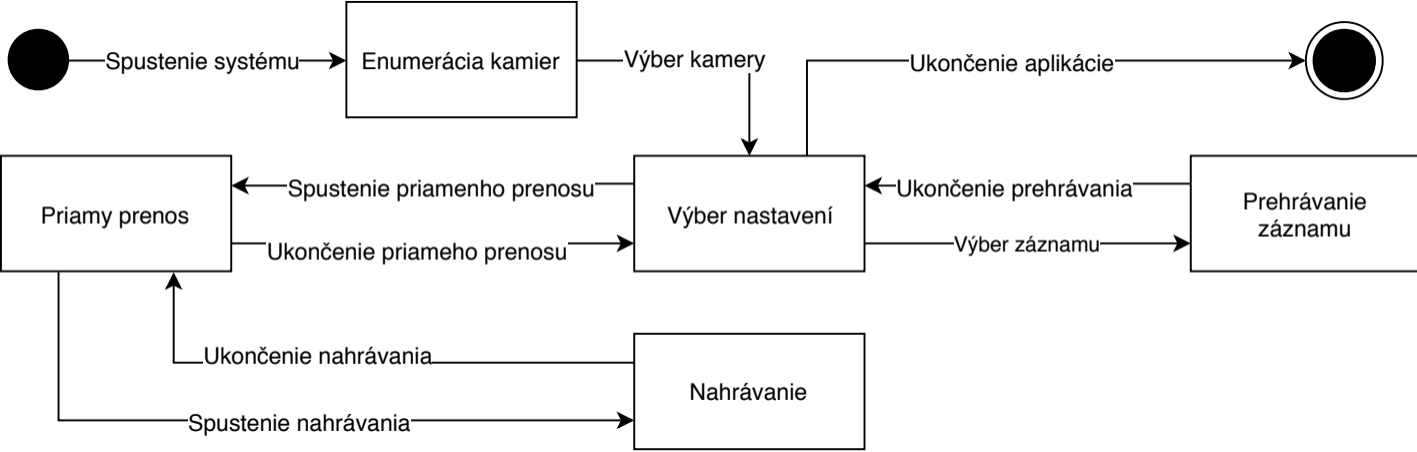 Spustenie systému
Enumerácia kamier
Výber kamery
Ukončenie aplikácie
Priamy prenos
Spustenie priamenho prenosu
Ukončenie priameho prenosu
Výber nastavení
Ukončenie prehrávania
Výber záznamu
Prehrávanie
záznamu
Ukončenie nahrávania
Spustenie nahrávania
Nahrávanie